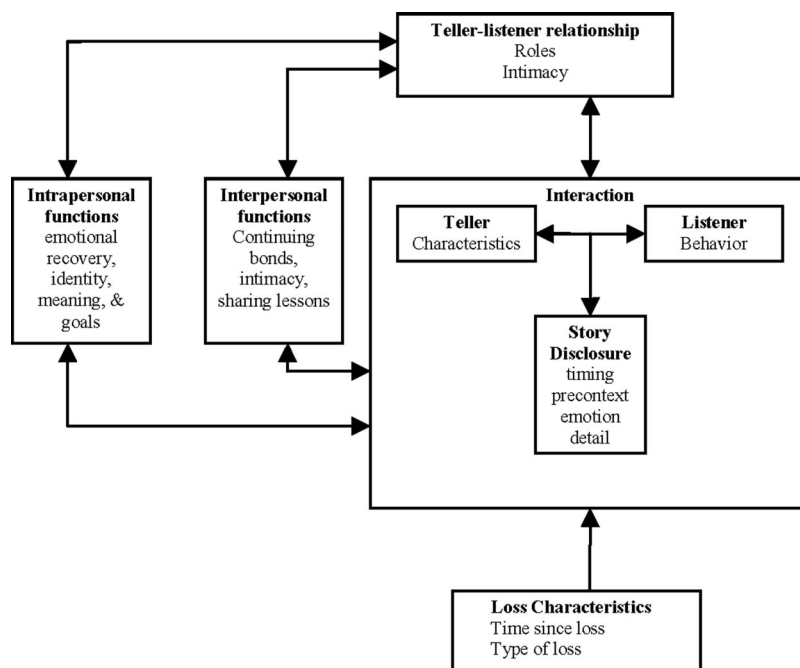 Teller-listener relationship
Roles
Intimacy
Intrapersonal
functions
emotional
recovery,
identity,
meaning, &
goals
Interpersonal
functions
Continuing
bonds,
intimacy,
sharing lessons
Interaction
Teller
Characteristics
Listener
Behavior
Story
Disclosure
timing
precontext
emotion
detail
Loss Characteristics
Time since loss
Type of loss